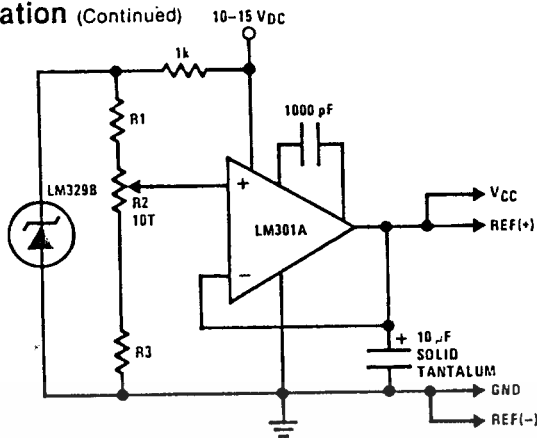 ation (Continued)
10-15 VDC
1k
1000 pF
R1
LM329B
R2
10T
+
LM301A
−
VCC
REF(+)
+ 10 µF
SOLID
TANTALUM
R3
GND
REF(−)